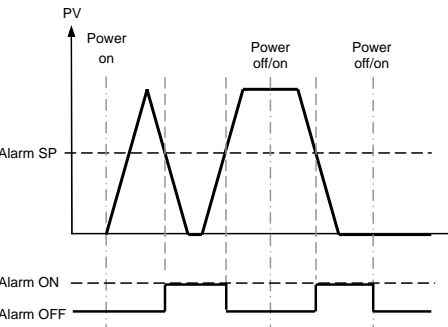 PV
Power
on
Power
off/on
Power
off/on
Alarm SP
Alarm ON
Alarm OFF